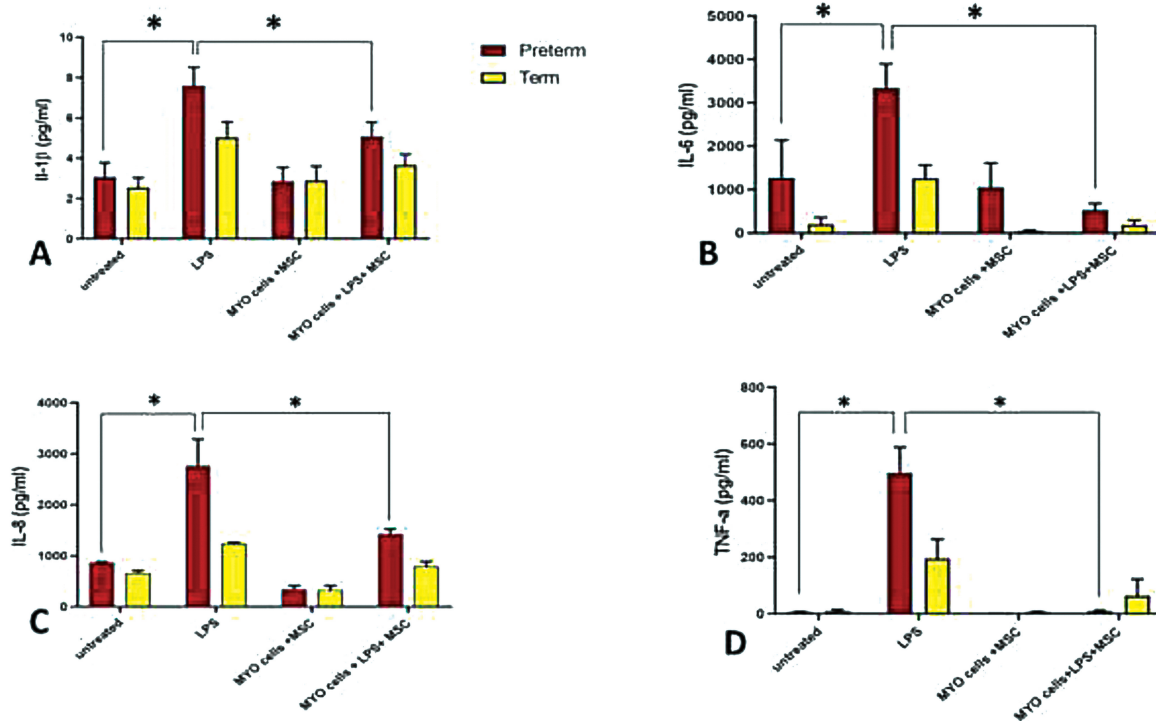 * *
10
8
6
4
2
0
Il-1β (pg/ml)
untreated
LPS
MYO cells +MSC
MYO cells + LPS+ MSC
A
Preterm
Term
* *
5000
4000
3000
2000
1000
0
IL-6 (pg/ml)
untreated
LPS
MYO cells +MSC
MYO cells +LPS+MSC
B
* *
4000
3000
2000
1000
0
IL-8 (pg/ml)
untreated
LPS
MYO cells +MSC
MYO cells + LPS+ MSC
C
* *
800
600
400
200
0
TNF-a (pg/ml)
untreated
LPS
MYO cells +MSC
MYO cells+LPS+MSC
D